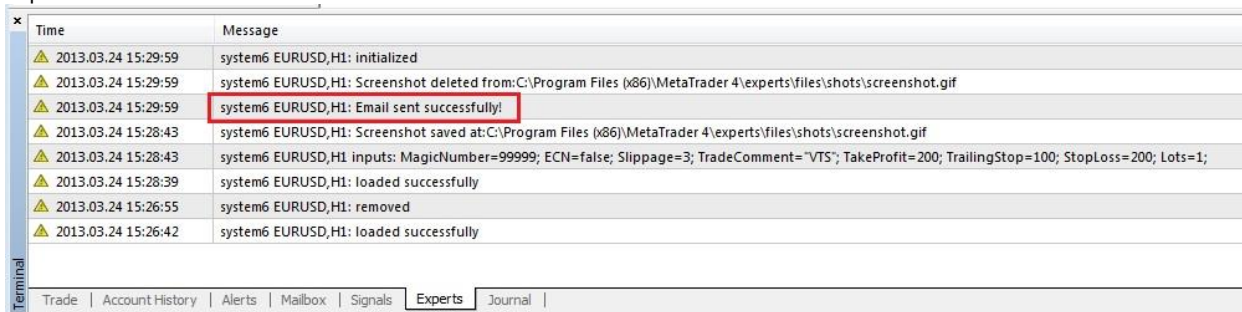 × Time Message
2013.03.24 15:29:59 system6 EURUSD,H1: initialized
2013.03.24 15:29:59 system6 EURUSD,H1: Screenshot deleted from:C:\Program Files (x86)\MetaTrader 4\experts\files\shots\screenshot.gif
2013.03.24 15:29:59 system6 EURUSD,H1: Email sent successfully!
2013.03.24 15:28:43 system6 EURUSD,H1: Screenshot saved at:C:\Program Files (x86)\MetaTrader 4\experts\files\shots\screenshot.gif
2013.03.24 15:28:43 system6 EURUSD,H1 inputs: MagicNumber=99999; ECN=false; Slippage=3; TradeComment="VTS"; TakeProfit=200; TrailingStop=100; StopLoss=200; Lots=1;
2013.03.24 15:28:39 system6 EURUSD,H1: loaded successfully
2013.03.24 15:26:55 system6 EURUSD,H1: removed
2013.03.24 15:26:42 system6 EURUSD,H1: loaded successfully
Terminal
Trade | Account History | Alerts | Mailbox | Signals Experts Journal |